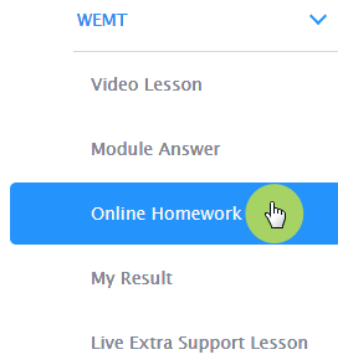 WEMT
Video Lesson
Module Answer
Online Homework
My Result
Live Extra Support Lesson